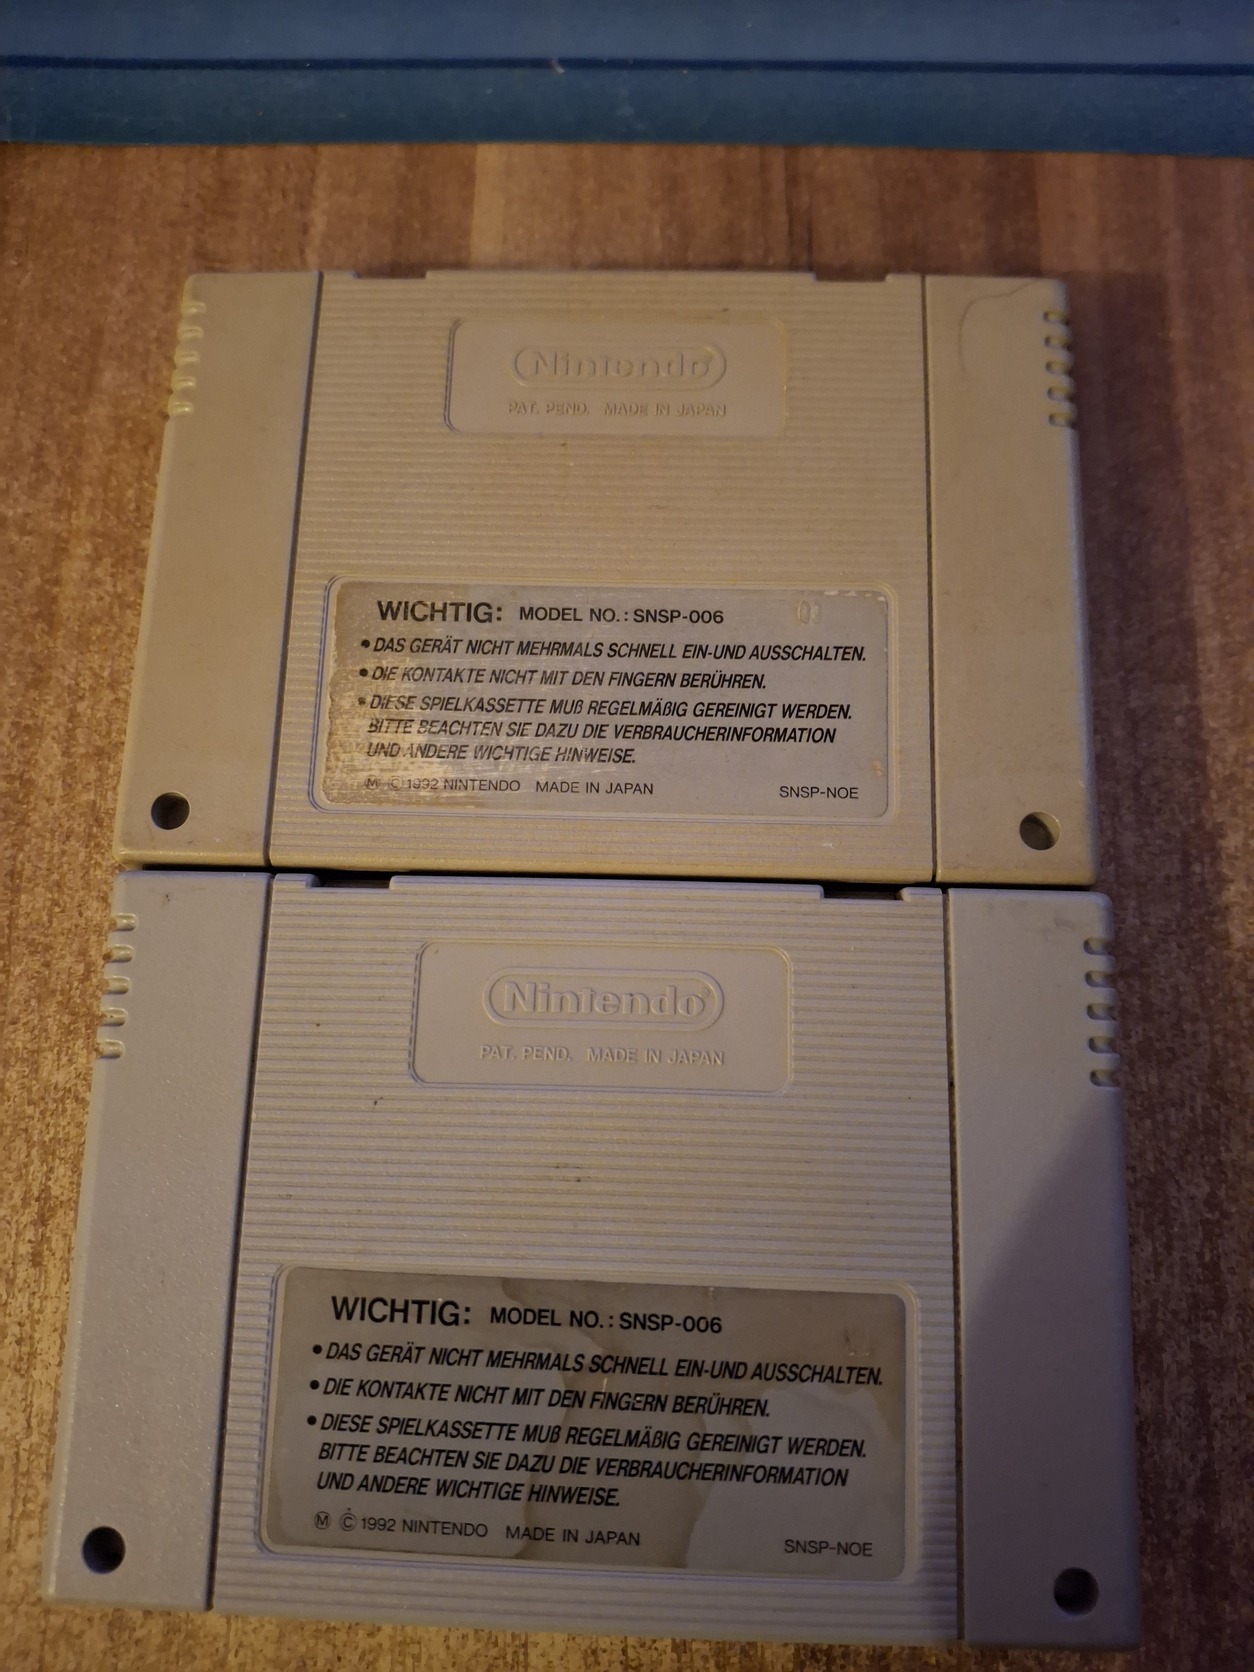 Nintendo
PAT. PEND. MADE IN JAPAN
WICHTIG: MODEL NO.: SNSP-006
• DAS GERÄT NICHT MEHRMALS SCHNELL EIN-UND AUSSCHALTEN.
• DIE KONTAKTE NICHT MIT DEN FINGERN BERÜHREN.
• DIESE SPIELKASSETTE MUß REGELMÄßIG GEREINIGT WERDEN.
BITTE BEACHTEN SIE DAZU DIE VERBRAUCHERINFORMATION
UND ANDERE WICHTIGE HINWEISE.
Ⓜ © 1992 NINTENDO MADE IN JAPAN SNSP-NOE
Nintendo
PAT. PEND. MADE IN JAPAN
WICHTIG: MODEL NO.: SNSP-006
• DAS GERÄT NICHT MEHRMALS SCHNELL EIN-UND AUSSCHALTEN.
• DIE KONTAKTE NICHT MIT DEN FINGERN BERÜHREN.
• DIESE SPIELKASSETTE MUß REGELMÄßIG GEREINIGT WERDEN.
BITTE BEACHTEN SIE DAZU DIE VERBRAUCHERINFORMATION
UND ANDERE WICHTIGE HINWEISE.
Ⓜ © 1992 NINTENDO MADE IN JAPAN SNSP-NOE